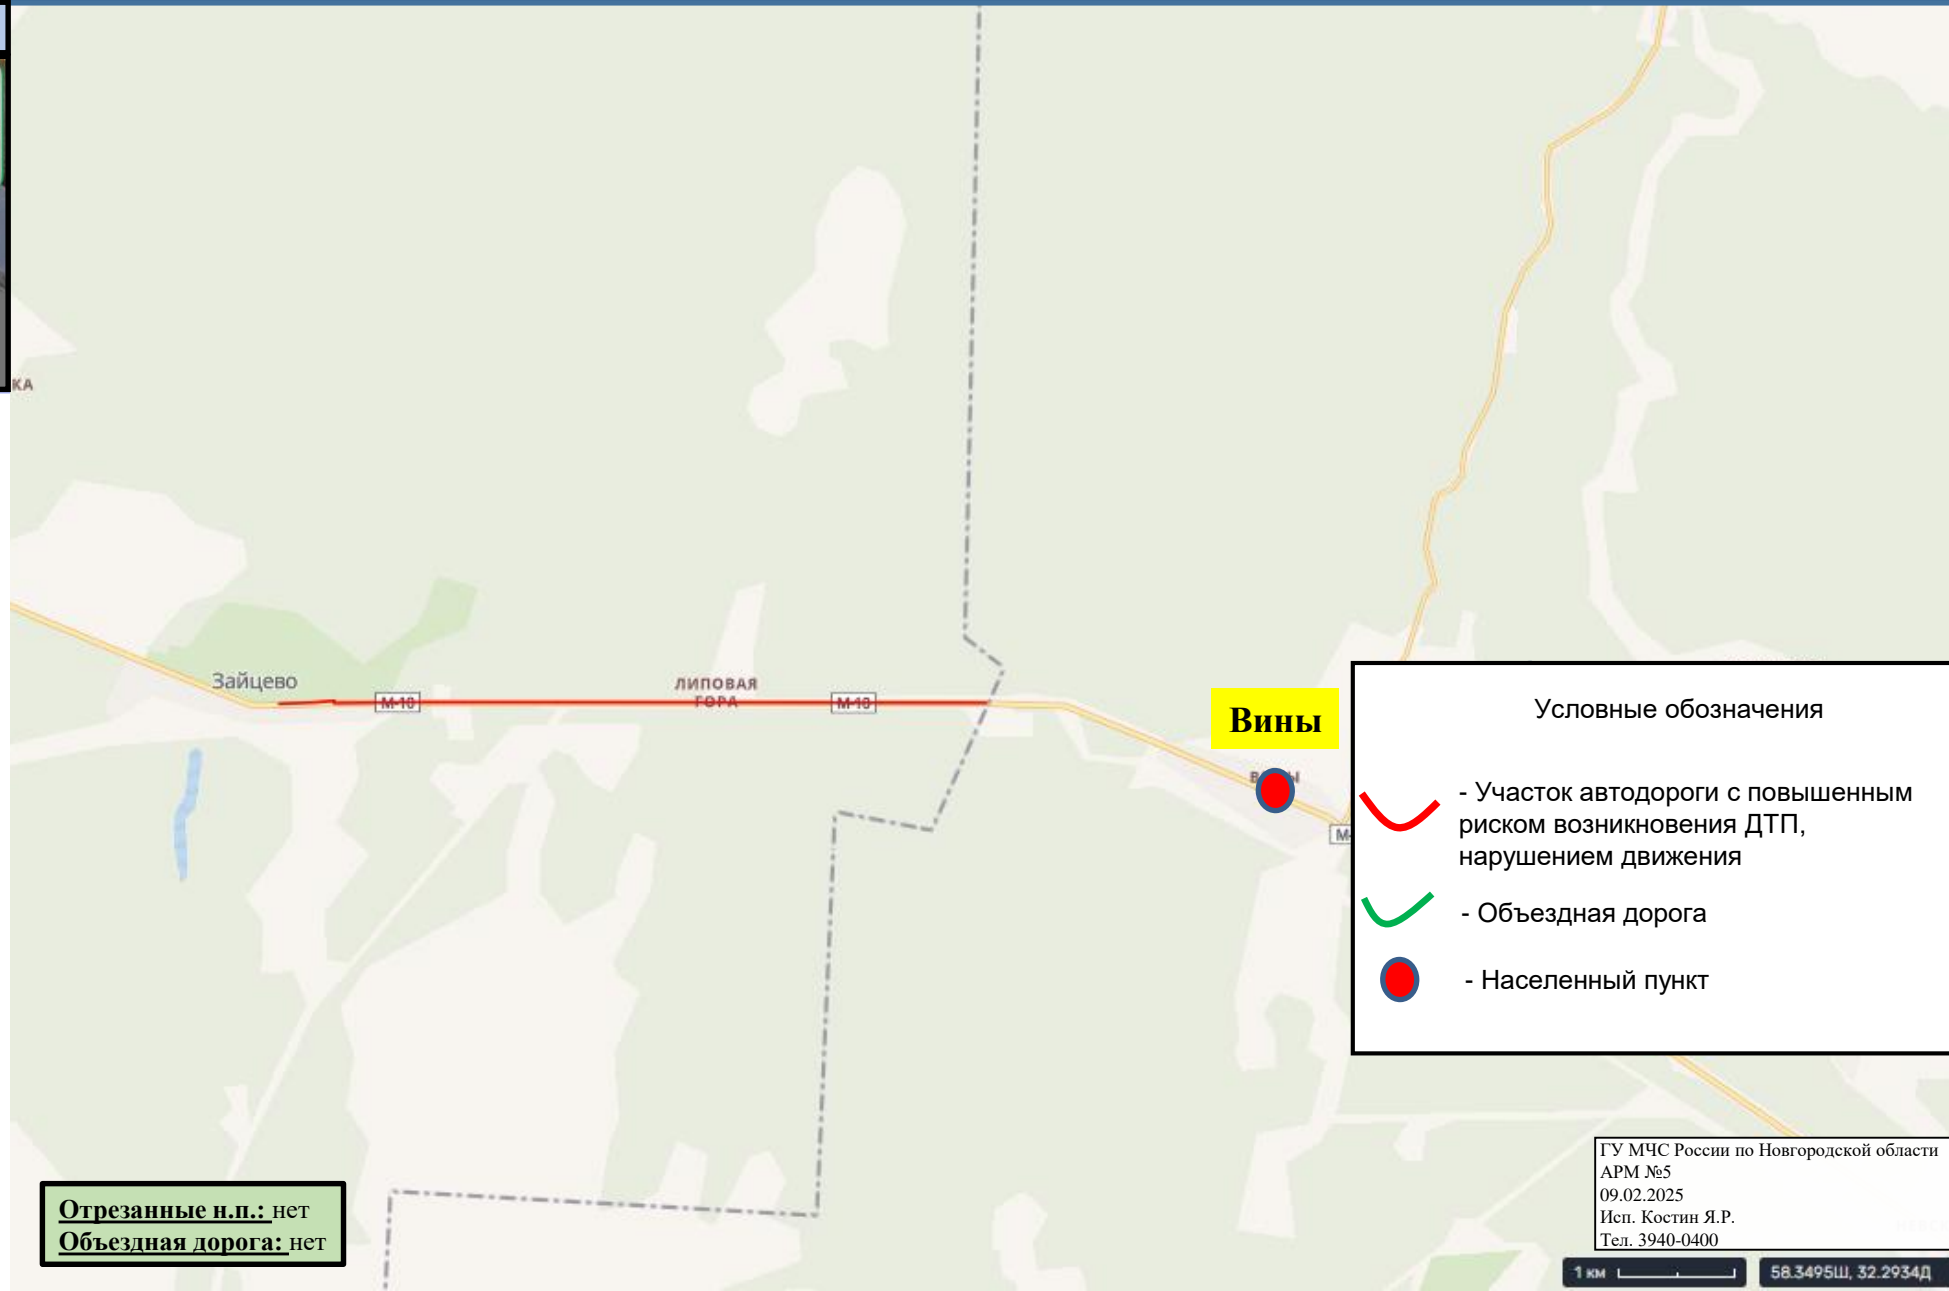 КА
Зайцево
М-10
ЛИПОВАЯ
ГОРА
М-10
Вины
Условные обозначения
- Участок автодороги с повышенным
риском возникновения ДТП,
нарушением движения
- Объездная дорога
- Населенный пункт
Отрезанные н.п.: нет
Объездная дорога: нет
ГУ МЧС России по Новгородской области
АРМ №5
09.02.2025
Исп. Костин Я.Р.
Тел. 3940-0400
1 км
58.3495Ш, 32.2934Д